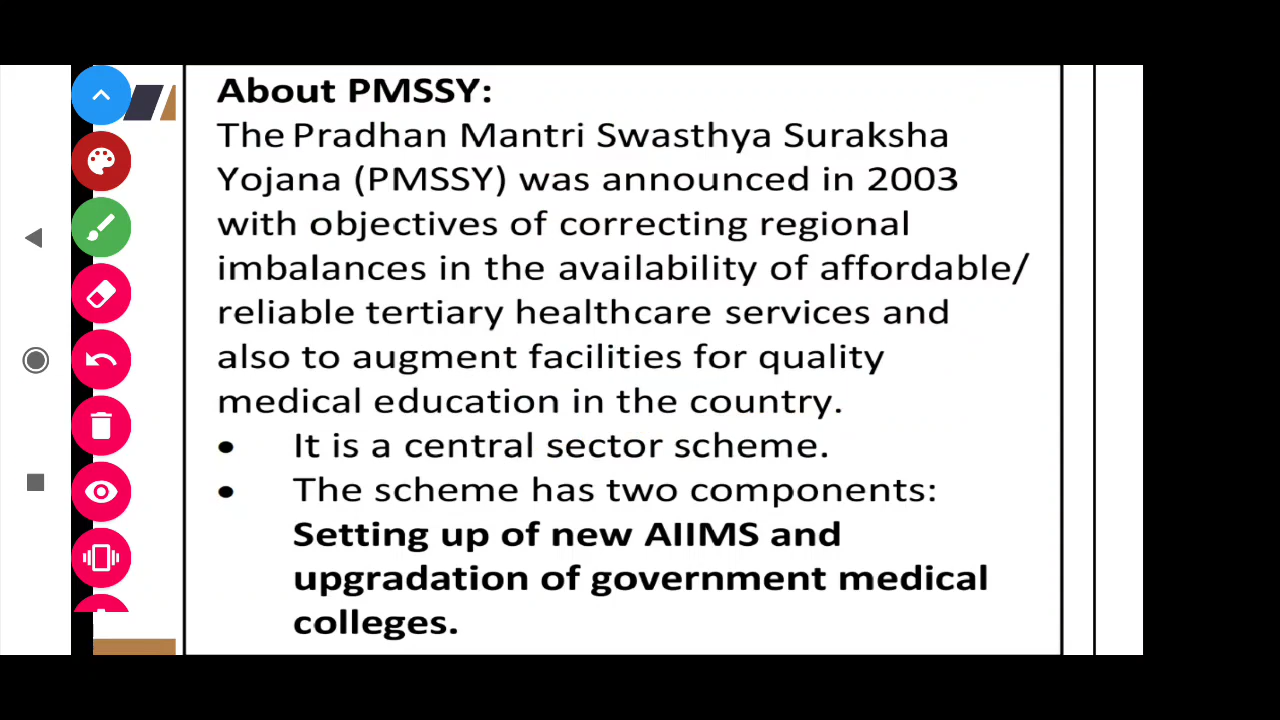 About PMSSY:
The Pradhan Mantri Swasthya Suraksha
Yojana (PMSSY) was announced in 2003
with objectives of correcting regional
imbalances in the availability of affordable/
reliable tertiary healthcare services and
also to augment facilities for quality
medical education in the country.
• It is a central sector scheme.
• The scheme has two components:
Setting up of new AIIMS and
upgradation of government medical
colleges.